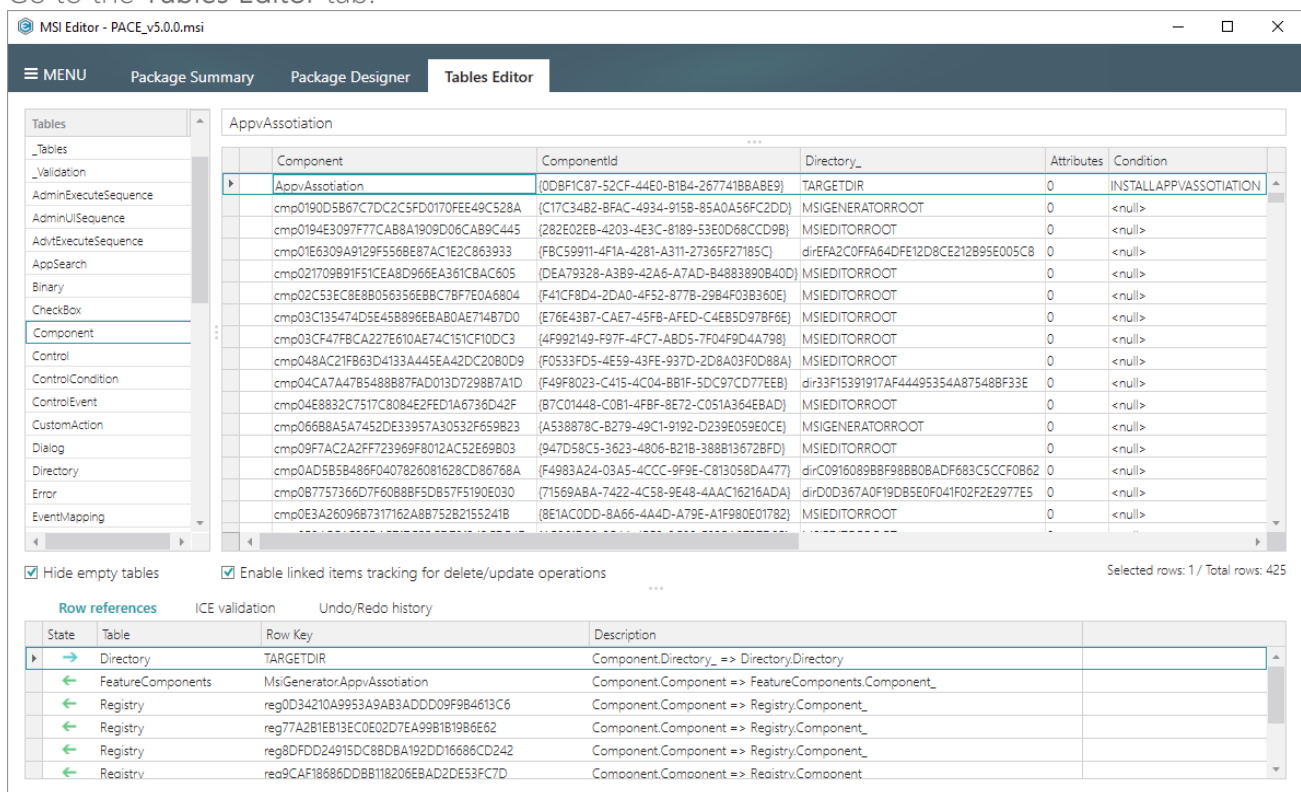 Go to the Tables Editor tab.
MSI Editor - PACE_v5.0.0.msi
MENU Package Summary Package Designer Tables Editor
Tables
_Tables
_Validation
AdminExecuteSequence
AdminUISequence
AdvtExecuteSequence
AppSearch
Binary
CheckBox
Component
Control
ControlCondition
ControlEvent
CustomAction
Dialog
Directory
Error
EventMapping
AppvAssotiation
Component ComponentId Directory_ Attributes Condition
AppvAssotiation {0DBF1C87-52CF-44E0-B1B4-267741BBABE9} TARGETDIR 0 INSTALLAPPVASSOTIATION
cmp0190D5B67C7DC2C5FD0170FEE49C528A {C17C34B2-BFAC-4934-915B-85A0A56FC2DD} MSIGENERATORROOT 0 <null>
cmp0194E3097F77CAB8A1909D06CAB9C445 {282E02EB-4203-4E3C-8189-53E0D68CCD9B} MSIEDITORROOT 0 <null>
cmp01E6309A9129F556BE87AC1E2C863933 {FBC59911-4F1A-4281-A311-27365F27185C} dirEFA2C0FFA64DFE12D8CE212B95E005C8 0 <null>
cmp021709B91F51CEA8D966EA361CBAC605 {DEA79328-A3B9-42A6-A7AD-B4883890B40D} MSIEDITORROOT 0 <null>
cmp02C53EC8E8B056356EBBC7BF7E0A6804 {F41CF8D4-2DA0-4F52-877B-29B4F03B360E} MSIEDITORROOT 0 <null>
cmp03C135474D5E45B896EBAB0AE714B7D0 {E76E43B7-CAE7-45FB-AFED-C4EB5D97BF6E} MSIEDITORROOT 0 <null>
cmp03CF47FBCA227E610AE74C151CF10DC3 {4F992149-F97F-4FC7-ABD5-7F04F9D4A798} MSIEDITORROOT 0 <null>
cmp048AC21FB63D4133A445EA42DC20B0D9 {F0533FD5-4E59-43FE-937D-2D8A03F0D88A} MSIEDITORROOT 0 <null>
cmp04CA7A47B5488B87FAD013D7298B7A1D {F49F8023-C415-4C04-BB1F-5DC97CD77EEB} dir33F15391917AF44495354A87548BF33E 0 <null>
cmp04E8832C7517C8084E2FED1A6736D42F {B7C01448-C0B1-4FBF-8E72-C051A364EBAD} MSIEDITORROOT 0 <null>
cmp066B8A5A7452DE33957A30532F659B23 {A538878C-B279-49C1-9192-D239E059E0CE} MSIGENERATORROOT 0 <null>
cmp09F7AC2A2FF723969F8012AC52E69B03 {947D58C5-3623-4806-B21B-388B13672BFD} MSIEDITORROOT 0 <null>
cmp0AD5B5B486F0407826081628CD86768A {F4983A24-03A5-4CCC-9F9E-C813058DA477} dirC0916089BBF98BB0BADF683C5CCF0B62 0 <null>
cmp0B7757366D7F60B8BF5DB57F5190E030 {71569ABA-7422-4C58-9E48-4AAC16216ADA} dirD0D367A0F19DB5E0F041F02F2E2977E5 0 <null>
cmp0E3A26096B7317162A8B752B2155241B {8E1AC0DD-8A66-4A4D-A79E-A1F980E01782} MSIEDITORROOT 0 <null>
Hide empty tables Enable linked items tracking for delete/update operations Selected rows: 1 / Total rows: 425
Row references ICE validation Undo/Redo history
State Table Row Key Description
Directory TARGETDIR Component.Directory_ => Directory.Directory
FeatureComponents MsiGenerator.AppvAssotiation Component.Component => FeatureComponents.Component_
Registry reg0D34210A9953A9AB3ADDD09F9B4613C6 Component.Component => Registry.Component_
Registry reg77A2B1EB13EC0E02D7EA99B1B19B6E62 Component.Component => Registry.Component_
Registry reg8DFDD24915DC8BDBA192DD16686CD242 Component.Component => Registry.Component_
Registry reg9CAF18686DDBB118206EBAD2DE53FC7D Component.Component => Registry.Component